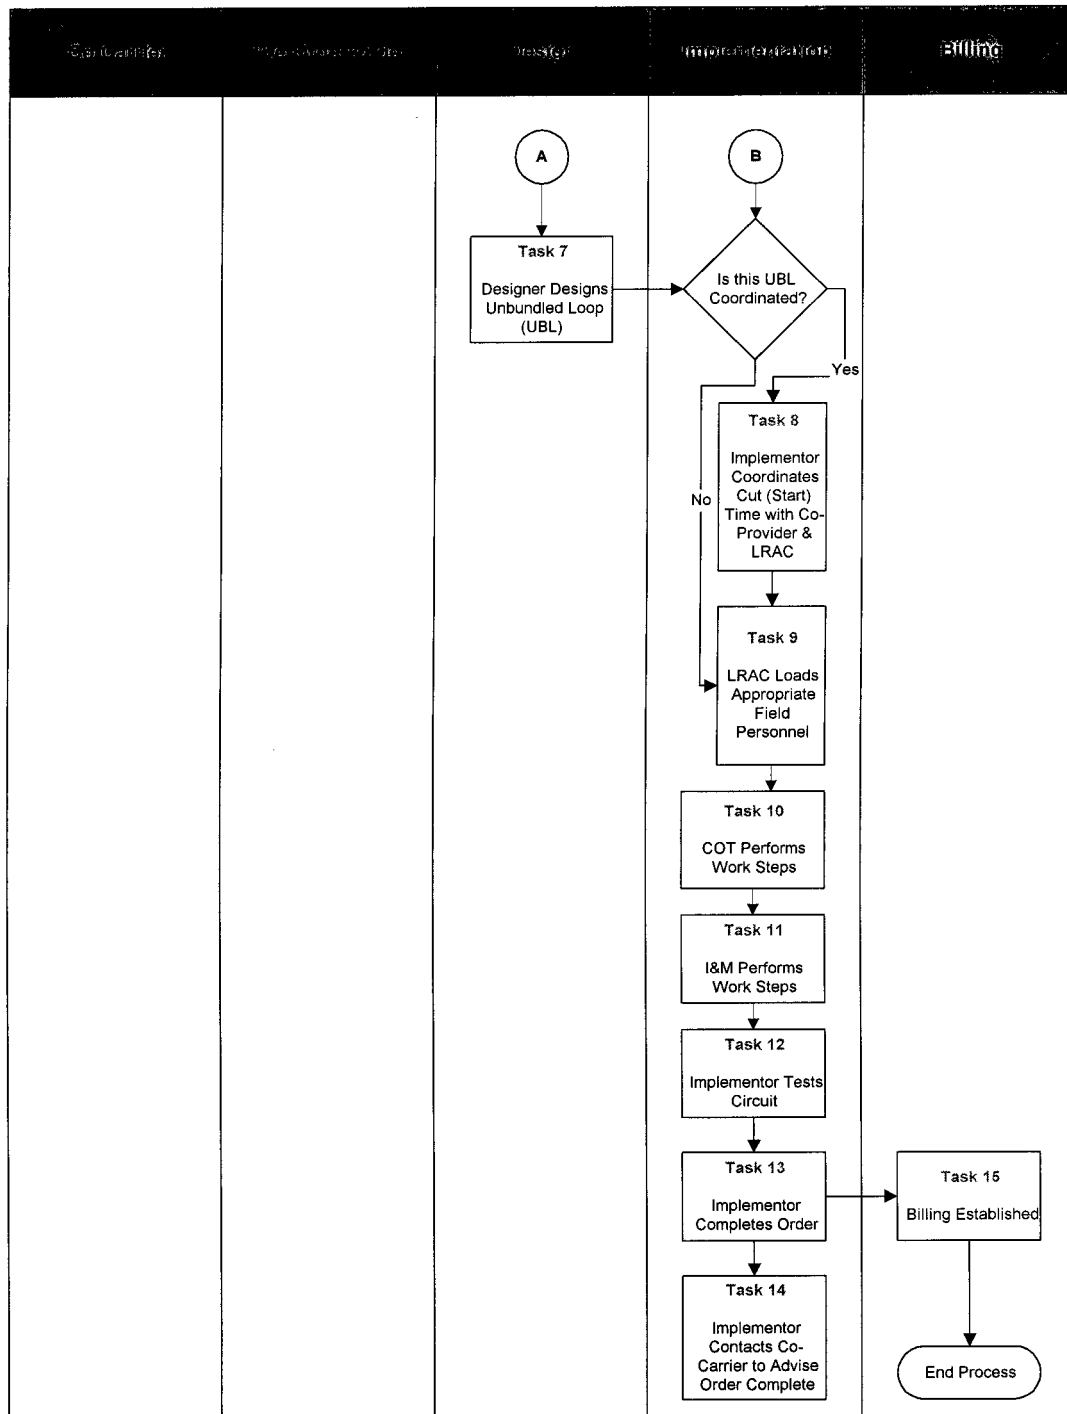 Design
Implementation
Billing
A
B
Task 7
Designer Designs
Unbundled Loop
(UBL)
Is this UBL
Coordinated?
Yes
No
Task 8
Implementor
Coordinates
Cut (Start)
Time with Co-
Provider &
LRAC
Task 9
LRAC Loads
Appropriate
Field
Personnel
Task 10
COT Performs
Work Steps
Task 11
I&M Performs
Work Steps
Task 12
Implementor Tests
Circuit
Task 13
Implementor
Completes Order
Task 15
Billing Established
Task 14
Implementor
Contacts Co-
Carrier to Advise
Order Complete
End Process